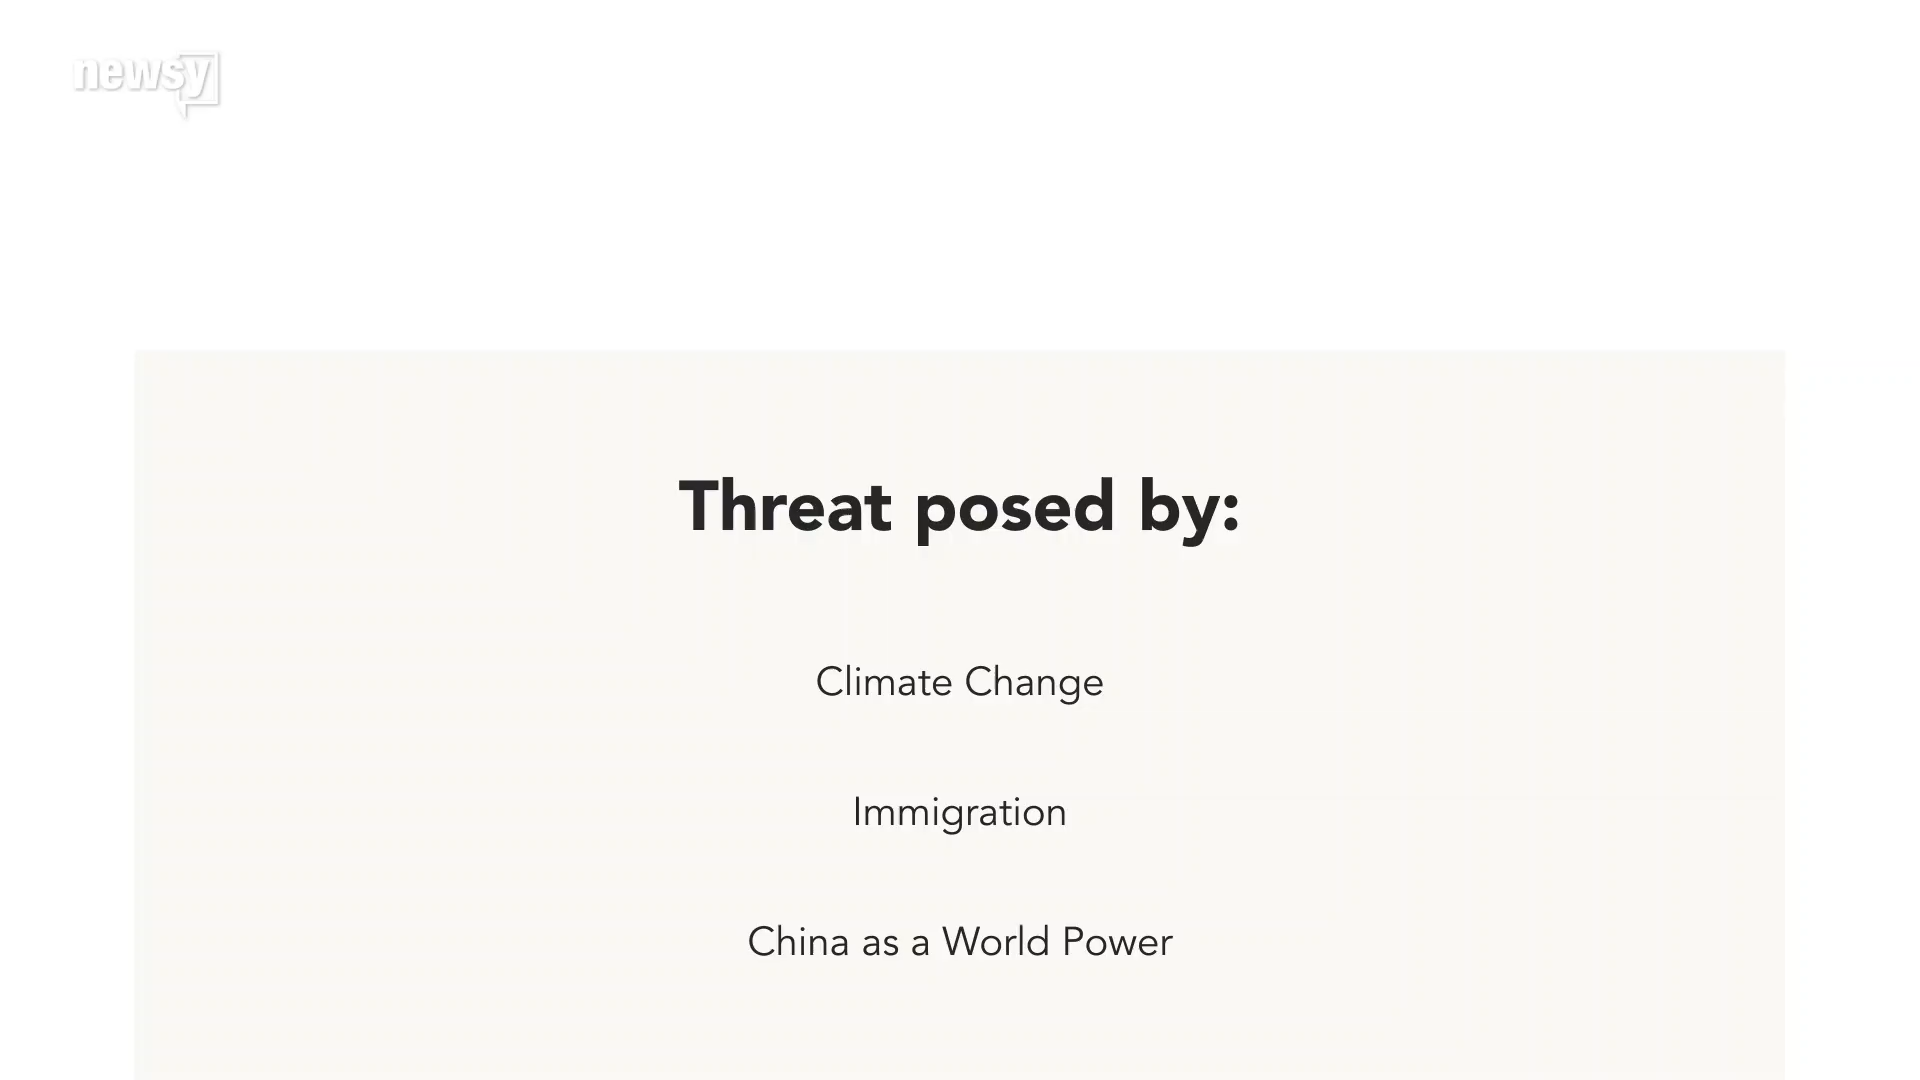 newsy
Threat posed by:
Climate Change
Immigration
China as a World Power